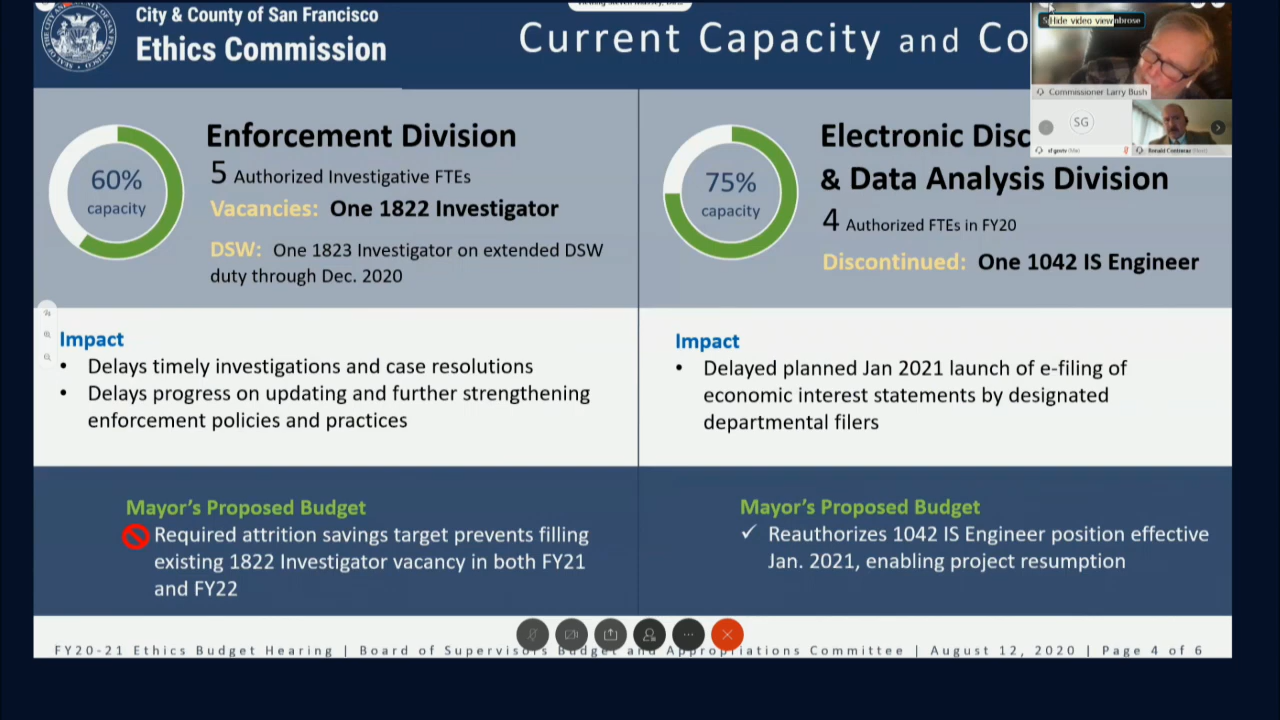 City & County of San Francisco
Ethics Commission
Current Capacity and Co
Hide video view
Commissioner Larry Bush
SG
60%
capacity
Enforcement Division
5 Authorized Investigative FTEs
Vacancies: One 1822 Investigator
DSW: One 1823 Investigator on extended DSW
duty through Dec. 2020
75%
capacity
Electronic Disc
& Data Analysis Division
4 Authorized FTEs in FY20
Discontinued: One 1042 IS Engineer
Impact
• Delays timely investigations and case resolutions
• Delays progress on updating and further strengthening
enforcement policies and practices
Impact
• Delayed planned Jan 2021 launch of e-filing of
economic interest statements by designated
departmental filers
Mayor's Proposed Budget
Required attrition savings target prevents filling
existing 1822 Investigator vacancy in both FY21
and FY22
Mayor's Proposed Budget
✓ Reauthorizes 1042 IS Engineer position effective
Jan. 2021, enabling project resumption
FY20-21 Ethics Budget Hearing | Board of Supervisors Budget and Appropriations Committee | August 12, 2020 | Page 4 of 6